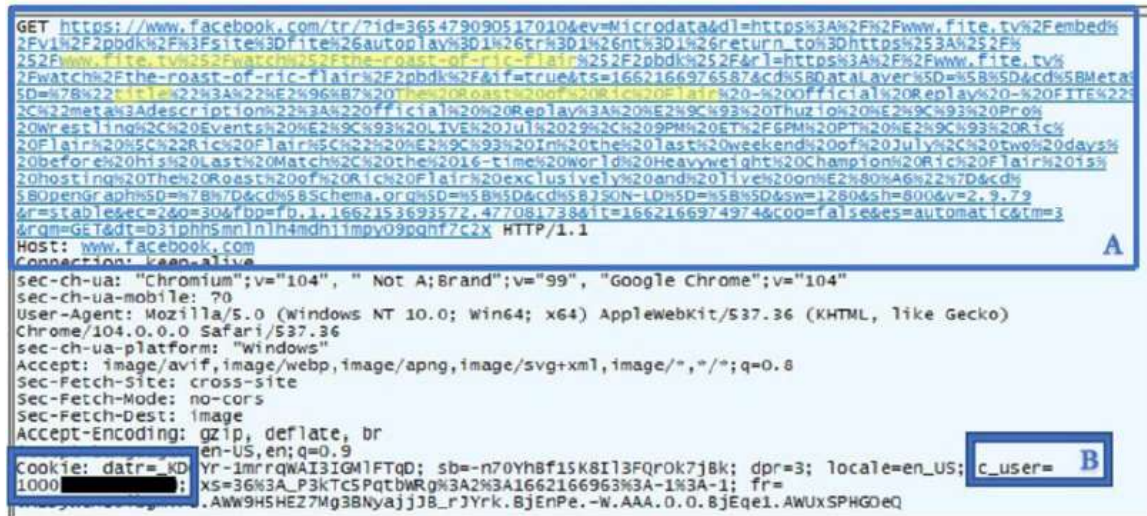 GET https://www.facebook.com/tr/?id=365479090517010&ev=Microdata&dl=https%3A%2F%2Fwww.fite.tv%2Fembed%
2Fv1%2F2pbdk%2F%3Fsite%3Dfite%26autoplay%3D1%26tr%3D1%26nt%3D1%26return_to%3Dhttps%253A%252F%
252Fwww.fite.tv%252Fwatch%252Fthe-roast-of-ric-flair%252F2pbdk%252F&rl=https%3A%2F%2Fwww.fite.tv%
2Fwatch%2Fthe-roast-of-ric-flair%2F2pbdk%2F&if=true&ts=1662166976587&cd%5BDataLayer%5D=%5B%5D&cd%5BMeta%
5D=%7B%22title%22%3A%22%E2%96%B7%20The%20Roast%20of%20Ric%20Flair%20-%20Official%20Replay%20-%20FITE%22%
2C%22meta%3Adescription%22%3A%22Official%20Replay%3A%20%E2%9C%93%20Thuzio%20%E2%9C%93%20Pro%
20Wrestling%2C%20Events%20%E2%9C%93%20LIVE%20Jul%2029%2C%209PM%20ET%2F6PM%20PT%20%E2%9C%93%20Ric%
20Flair%20%5C%22Ric%20Flair%5C%22%20%E2%9C%93%20In%20the%20last%20weekend%20of%20July%2C%20two%20days%
20before%20his%20Last%20Match%2C%20the%2016-time%20World%20Heavyweight%20Champion%20Ric%20Flair%20is%
20hosting%20The%20Roast%20of%20Ric%20Flair%20exclusively%20and%20live%20on%E2%80%A6%22%7D&cd%
5BOpenGraph%5D=%7B%7D&cd%5BSchema.org%5D=%5B%5D&cd%5BJSON-LD%5D=%5B%5D&sw=1280&sh=800&v=2.9.79
&r=stable&ec=2&o=30&fbp=fb.1.1662153693572.477081738&it=1662166974974&coo=false&es=automatic&tm=3
&rqm=GET&dt=b3iphh5mnlnlh4mdhiimpy09pghf7c2x HTTP/1.1
Host: www.facebook.com
A
Connection: keep-alive
sec-ch-ua: "Chromium";v="104", " Not A;Brand";v="99", "Google Chrome";v="104"
sec-ch-ua-mobile: ?0
User-Agent: Mozilla/5.0 (Windows NT 10.0; Win64; x64) AppleWebKit/537.36 (KHTML, like Gecko)
Chrome/104.0.0.0 Safari/537.36
sec-ch-ua-platform: "Windows"
Accept: image/avif,image/webp,image/apng,image/svg+xml,image/*,*/*;q=0.8
Sec-Fetch-Site: cross-site
Sec-Fetch-Mode: no-cors
Sec-Fetch-Dest: image
Accept-Encoding: gzip, deflate, br
en-US,en;q=0.9
Cookie: datr=_KD Yr-1mrrqWAI3IGMlFTqD; sb=-n70YhBf15K8Il3FQrOk7jBk; dpr=3; locale=en_US; c_user=
B
1000 ; xs=36%3A_P3kTc5PqtbWRg%3A2%3A1662166963%3A-1%3A-1; fr=
.AWW9H5HEZ7Mg3BNyajjJB_rJYrk.BjEnPe.-W.AAA.0.0.BjEqe1.AWUxSPHGOeQ